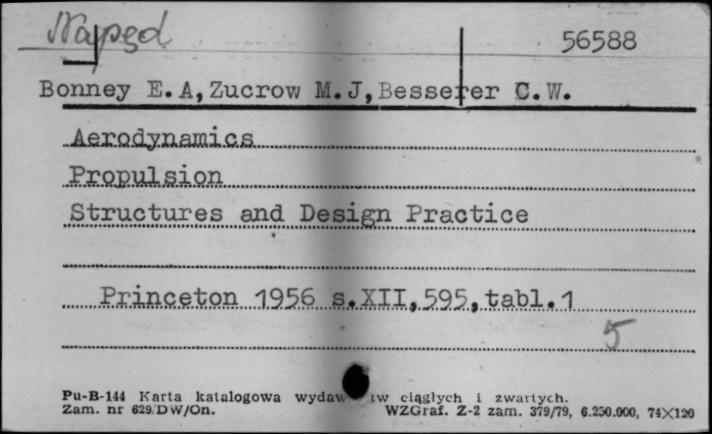 Napęd
56588
Bonney E.A, Zucrow M.J, Besserer C.W.
Aerodynamics
Propulsion
Structures and Design Practice
Princeton 1956 s.XII,595,tabl.1
5
Pu-B-144 Karta katalogowa wydaw tw ciągłych i zwartych.
Zam. nr 629/DW/On. WZGraf. Z-2 zam. 379/79, 6.250.000, 74×120